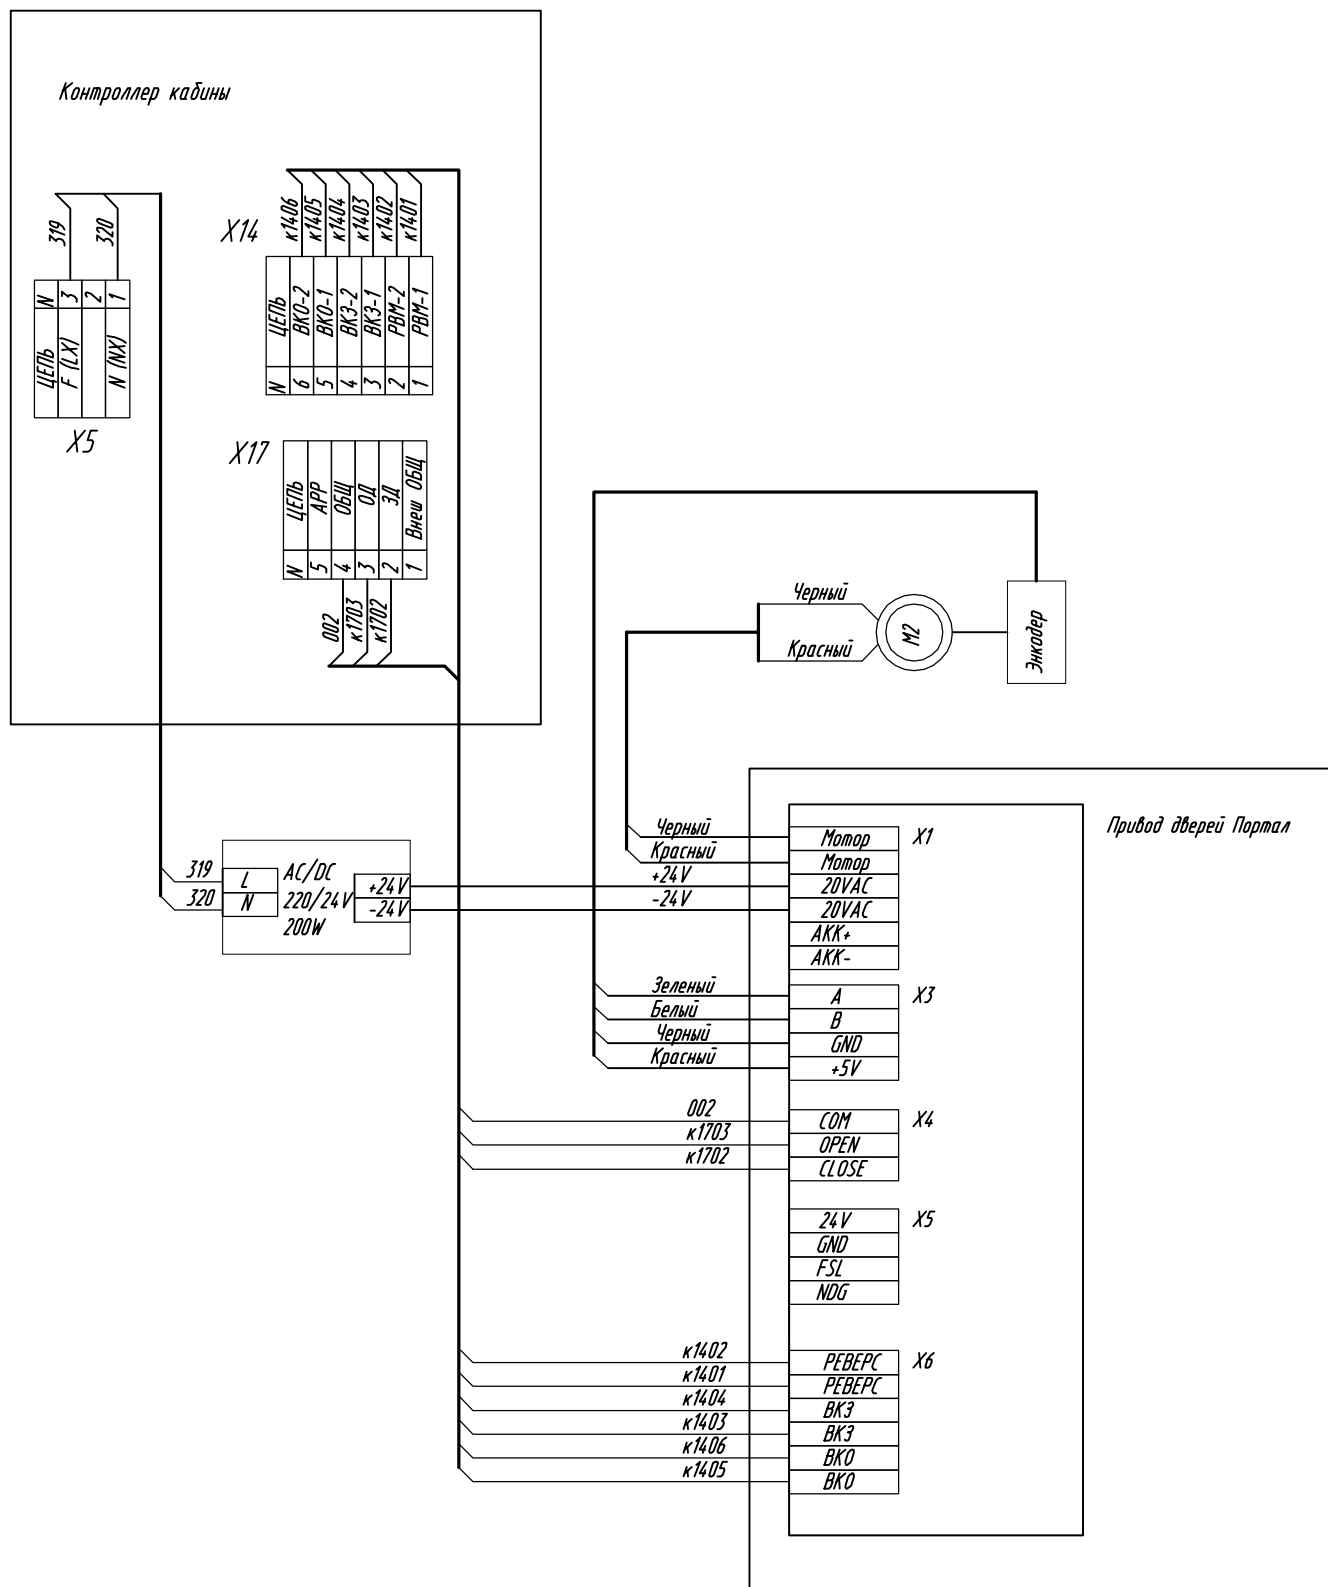 Контроллер кабины
319
320
ЦЕПЬ N
F (LX) 3
2
N (NX) 1
X5
X14
к1406
к1405
к1404
к1403
к1402
к1401
N ЦЕПЬ
6 ВКО-2
5 ВКО-1
4 ВКЗ-2
3 ВКЗ-1
2 РВМ-2
1 РВМ-1
X17
N ЦЕПЬ
5 АРР
4 ОБЩ
3 ОД
2 ЗД
1 Внеш ОБЩ
002
к1703
к1702
Черный
Красный
М2
Энкодер
319
320
L
N
AC/DC
220/24V
200W
+24V
-24V
Привод дверей Портал
Черный
Красный
+24V
-24V
Мотор
Мотор
20VAC
20VAC
АКК+
АКК-
X1
Зеленый
Белый
Черный
Красный
A
B
GND
+5V
X3
002
к1703
к1702
COM
OPEN
CLOSE
X4
24V
GND
FSL
NDG
X5
к1402
к1401
к1404
к1403
к1406
к1405
РЕВЕРС
РЕВЕРС
ВКЗ
ВКЗ
ВКО
ВКО
X6